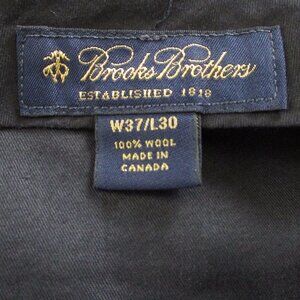 Brooks Brothers
ESTABLISHED 1818
W37/L30
100% WOOL
MADE IN
CANADA